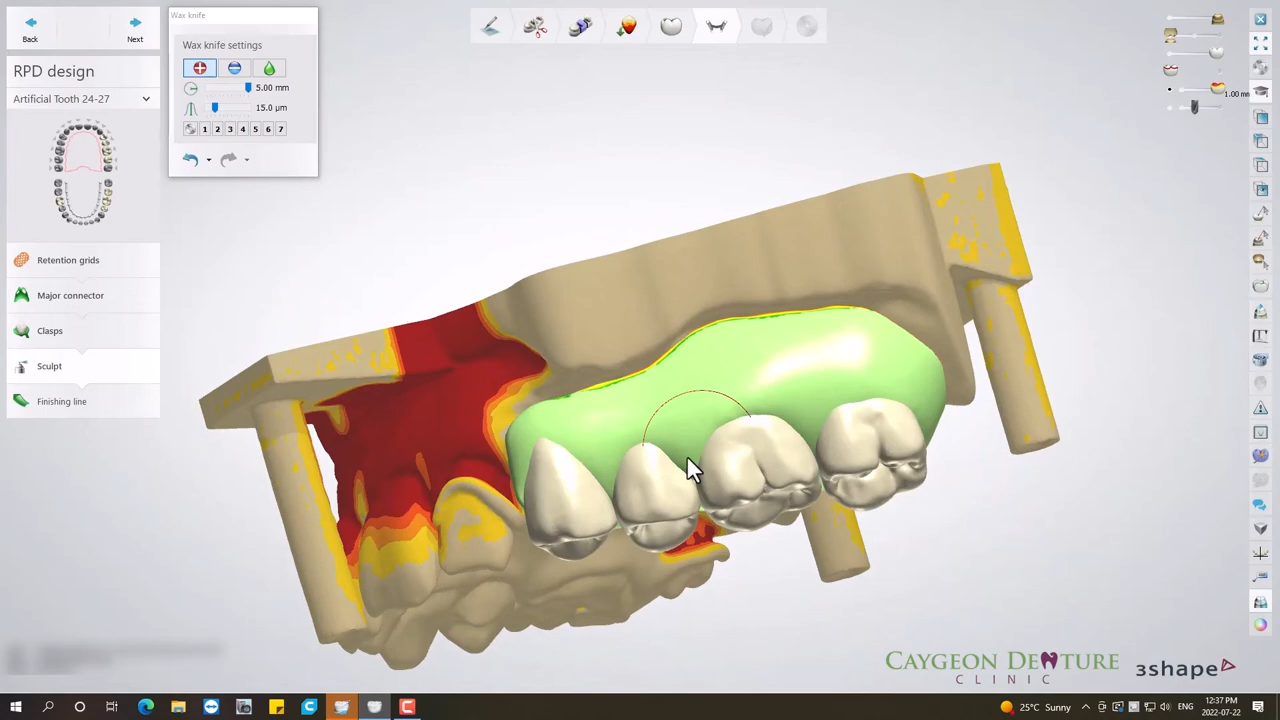 Back
Next
Wax knife
Wax knife settings
5.00 mm
15.0 µm
1 2 3 4 5 6 7
RPD design
Artificial Tooth 24-27
Retention grids
Major connector
Clasps
Sculpt
Finishing line
1.00 mm
CAYGEON DENTURE
CLINIC
3shape
25°C Sunny
ENG
12:37 PM
2022-07-22